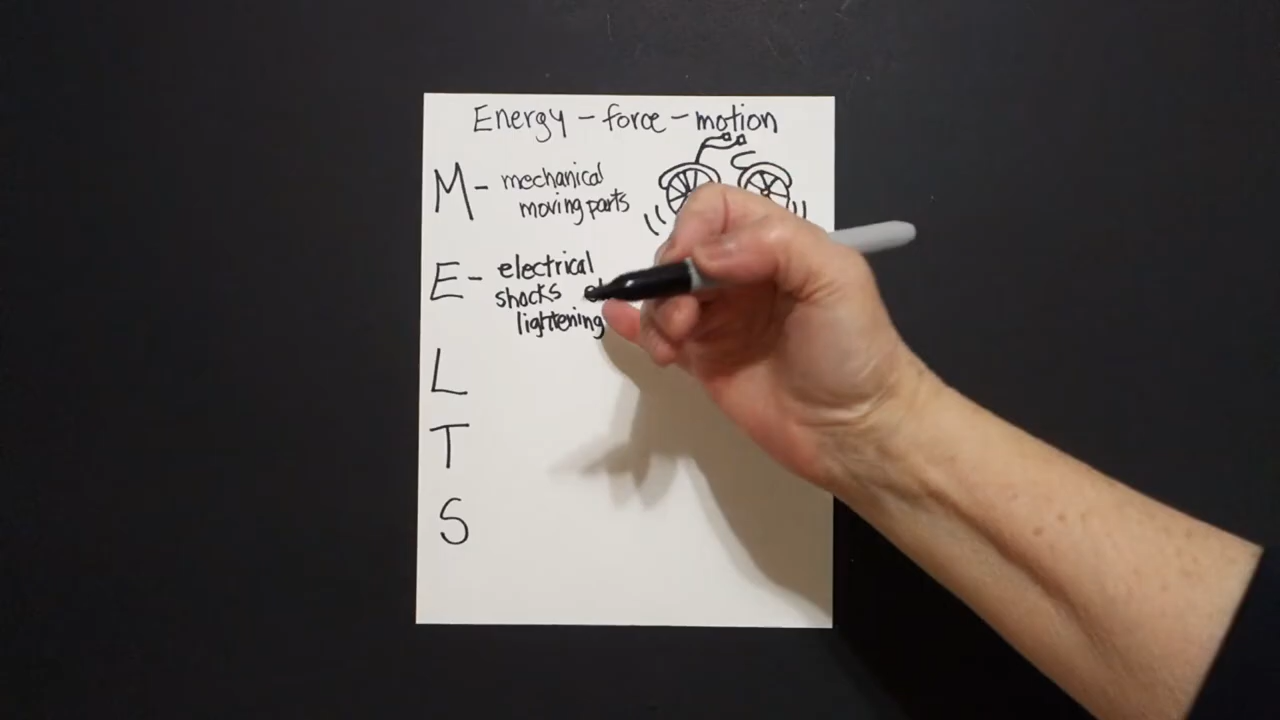 Energy - force - motion
M - mechanical
moving parts
E - electrical
shocks
lightening
L
T
S